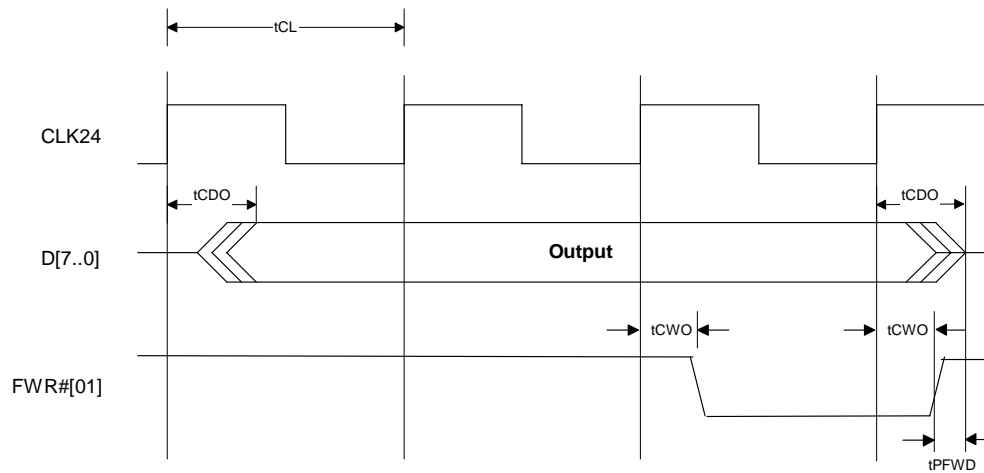 tCL
CLK24
tCDO
tCDO
D[7..0]
Output
tCWO
tCWO
FWR#[01]
tPFWD